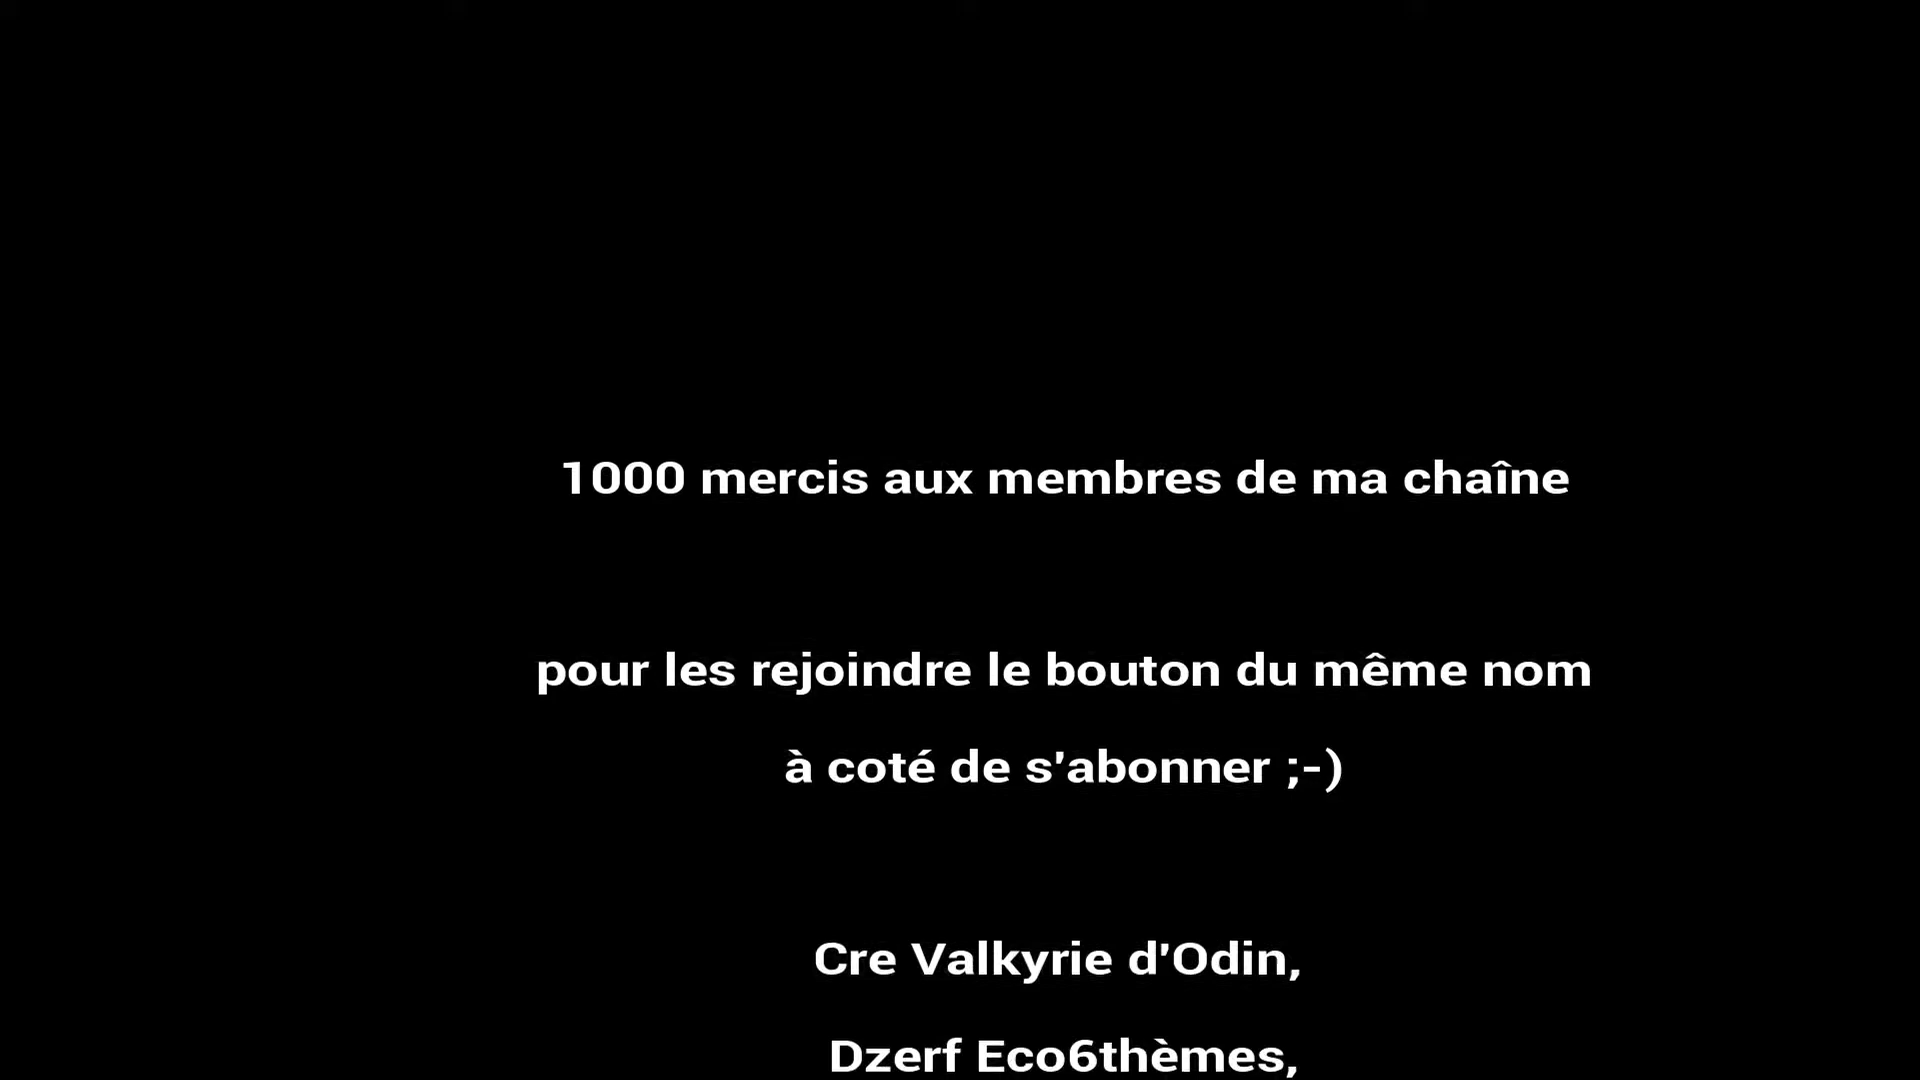 1000 mercis aux membres de ma chaîne
pour les rejoindre le bouton du même nom
à coté de s'abonner ;-)
Cre Valkyrie d'Odin,
Dzerf Eco6thèmes,